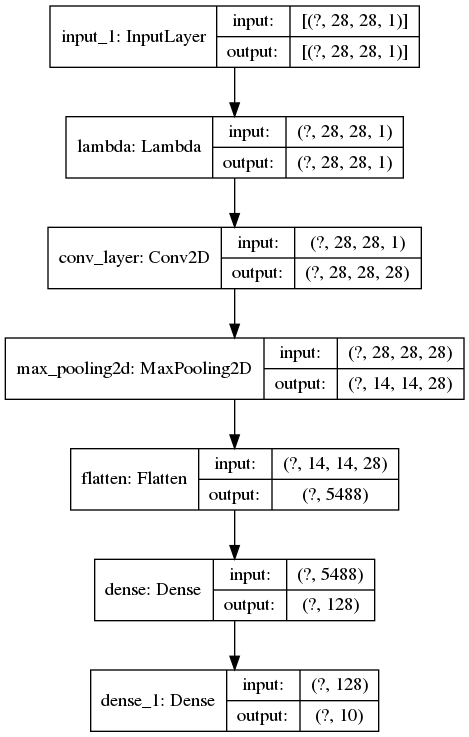 input_1: InputLayer
input:
[(?, 28, 28, 1)]
output:
[(?, 28, 28, 1)]
lambda: Lambda
input:
(?, 28, 28, 1)
output:
(?, 28, 28, 1)
conv_layer: Conv2D
input:
(?, 28, 28, 1)
output:
(?, 28, 28, 28)
max_pooling2d: MaxPooling2D
input:
(?, 28, 28, 28)
output:
(?, 14, 14, 28)
flatten: Flatten
input:
(?, 14, 14, 28)
output:
(?, 5488)
dense: Dense
input:
(?, 5488)
output:
(?, 128)
dense_1: Dense
input:
(?, 128)
output:
(?, 10)